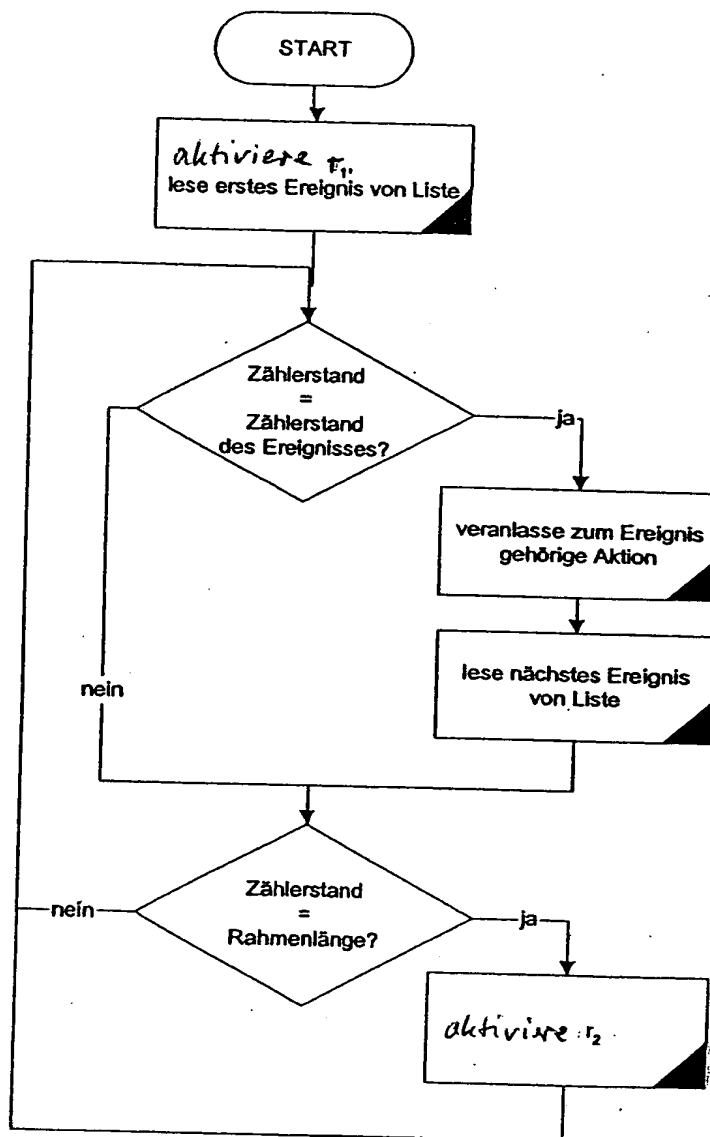 START
aktiviere r₁,
lese erstes Ereignis von Liste
Zählerstand
=
Zählerstand
des Ereignisses?
ja
veranlasse zum Ereignis
gehörige Aktion
lese nächstes Ereignis
von Liste
nein
Zählerstand
=
Rahmenlänge?
nein
ja
aktiviere r₂